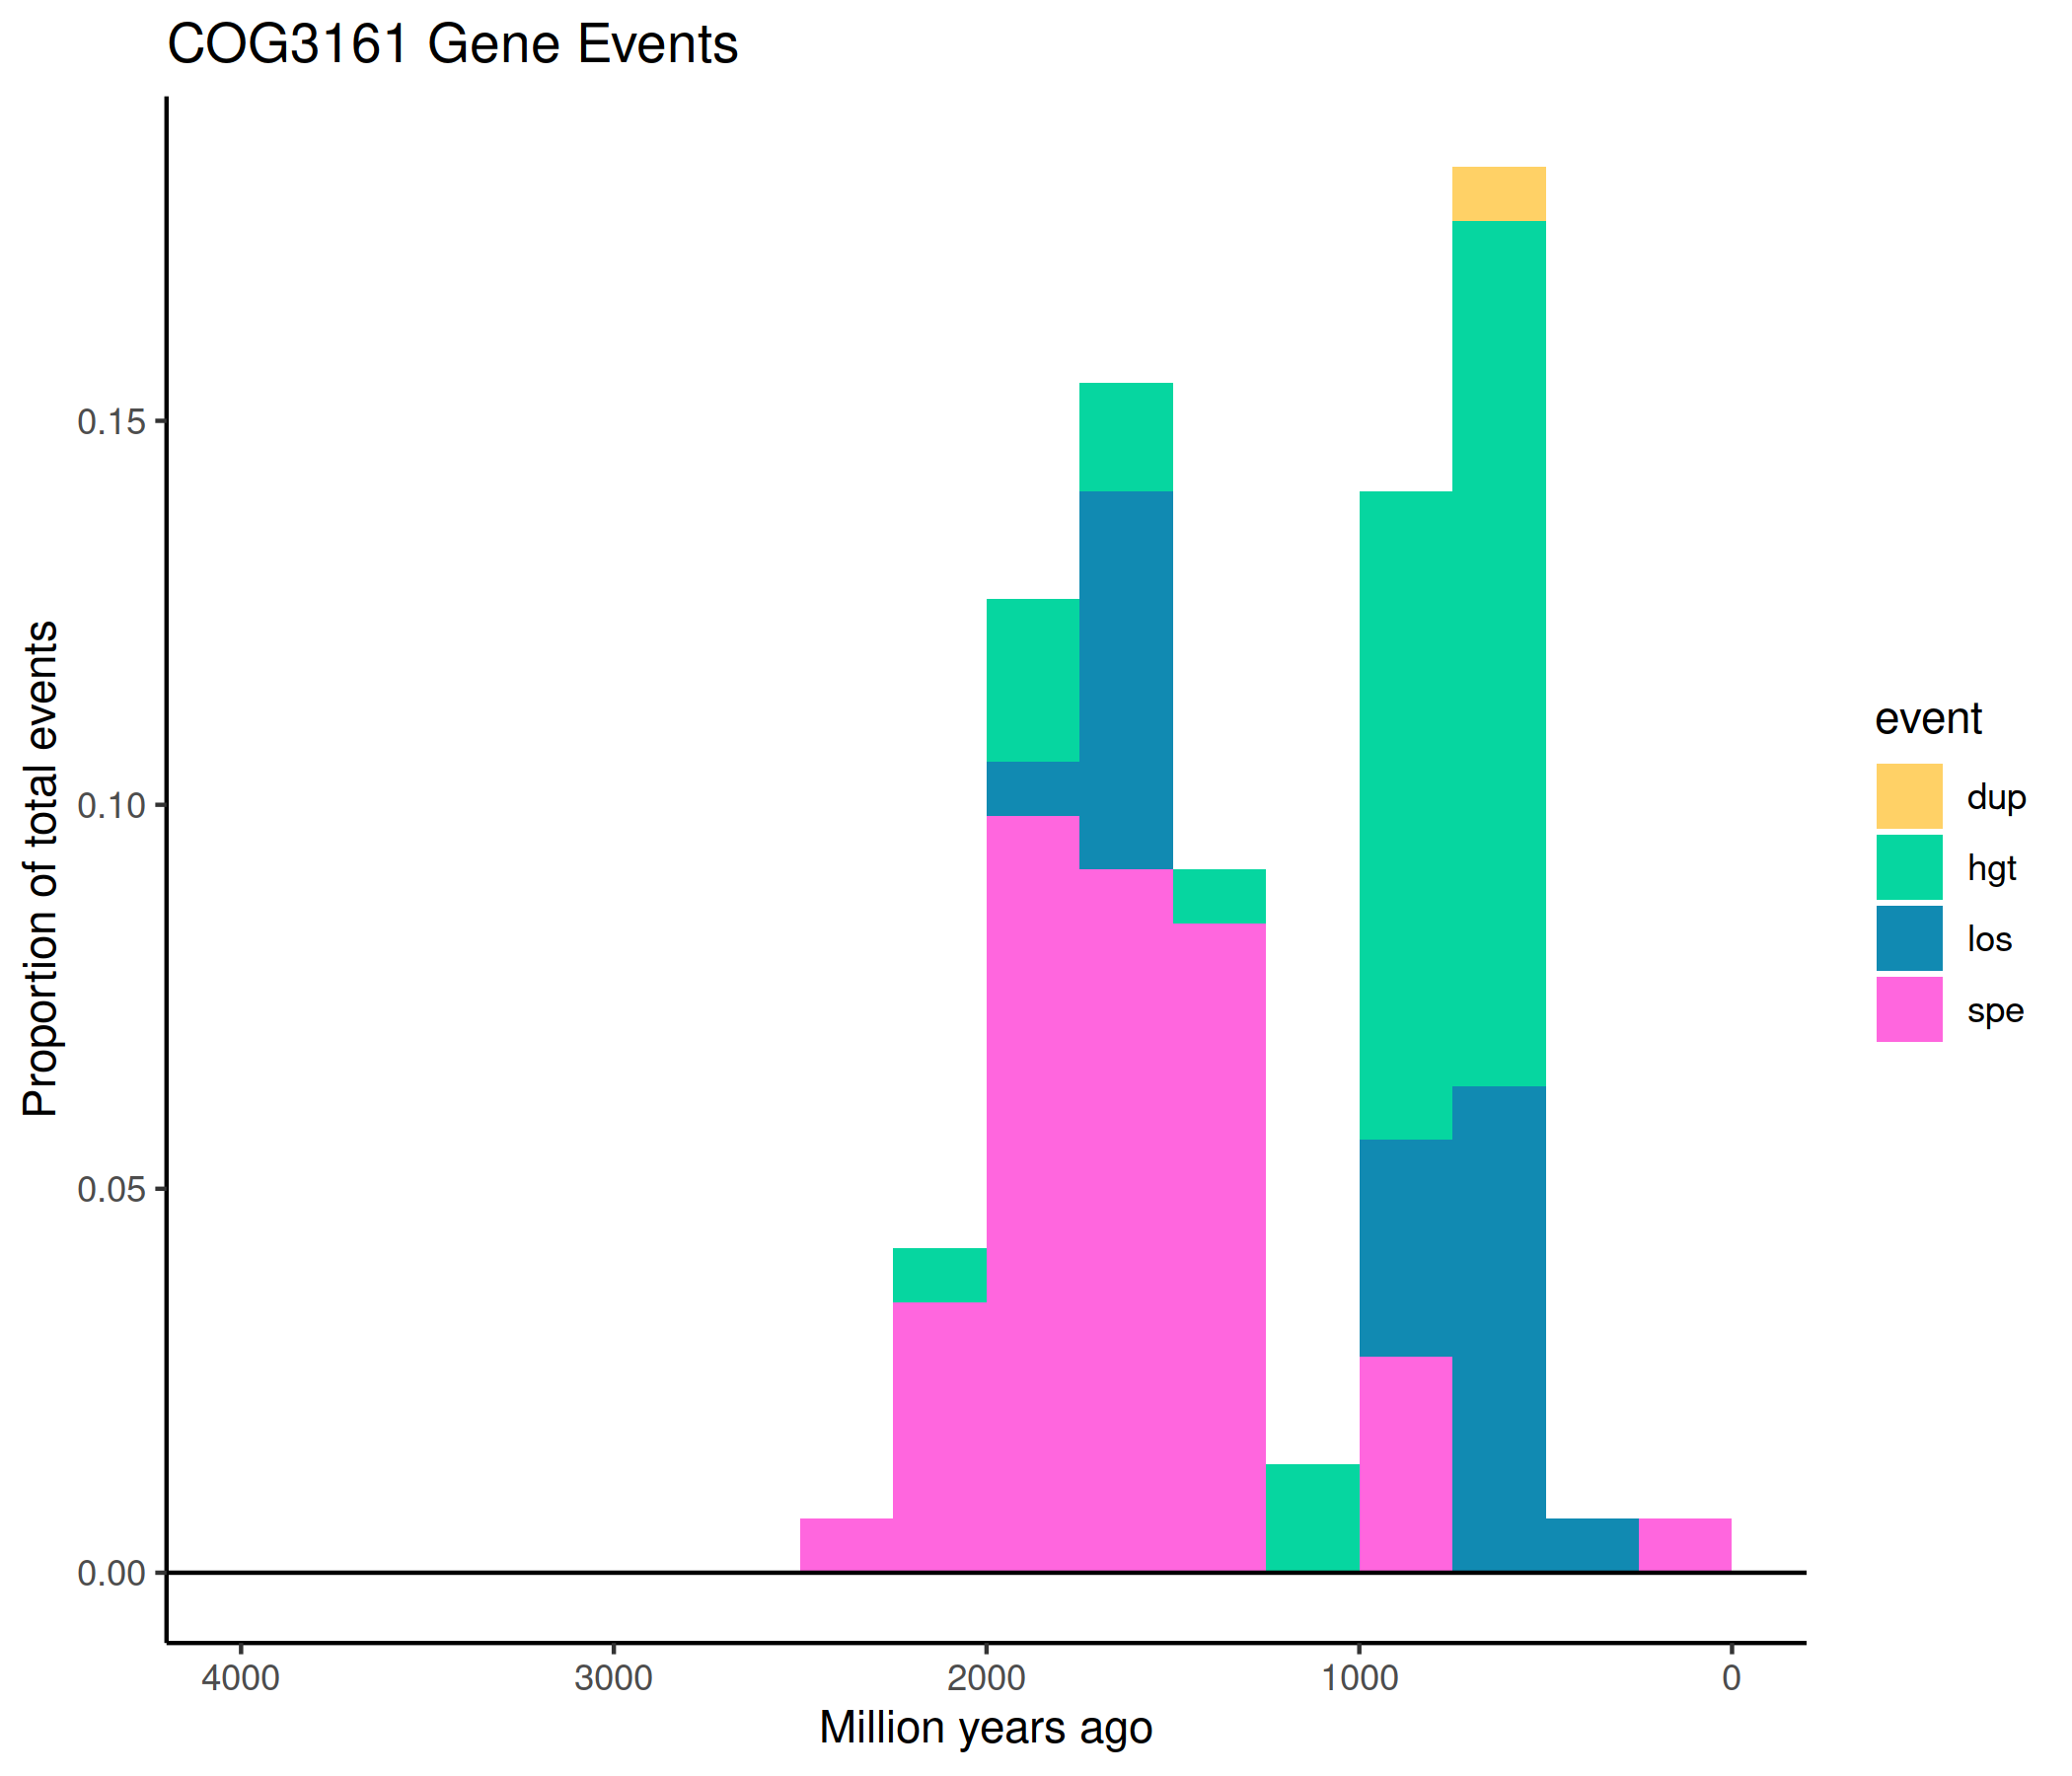 COG3161 Gene Events
Proportion of total events
0.15
0.10
0.05
0.00
4000 3000 2000 1000 0
Million years ago
event
dup
hgt
los
spe